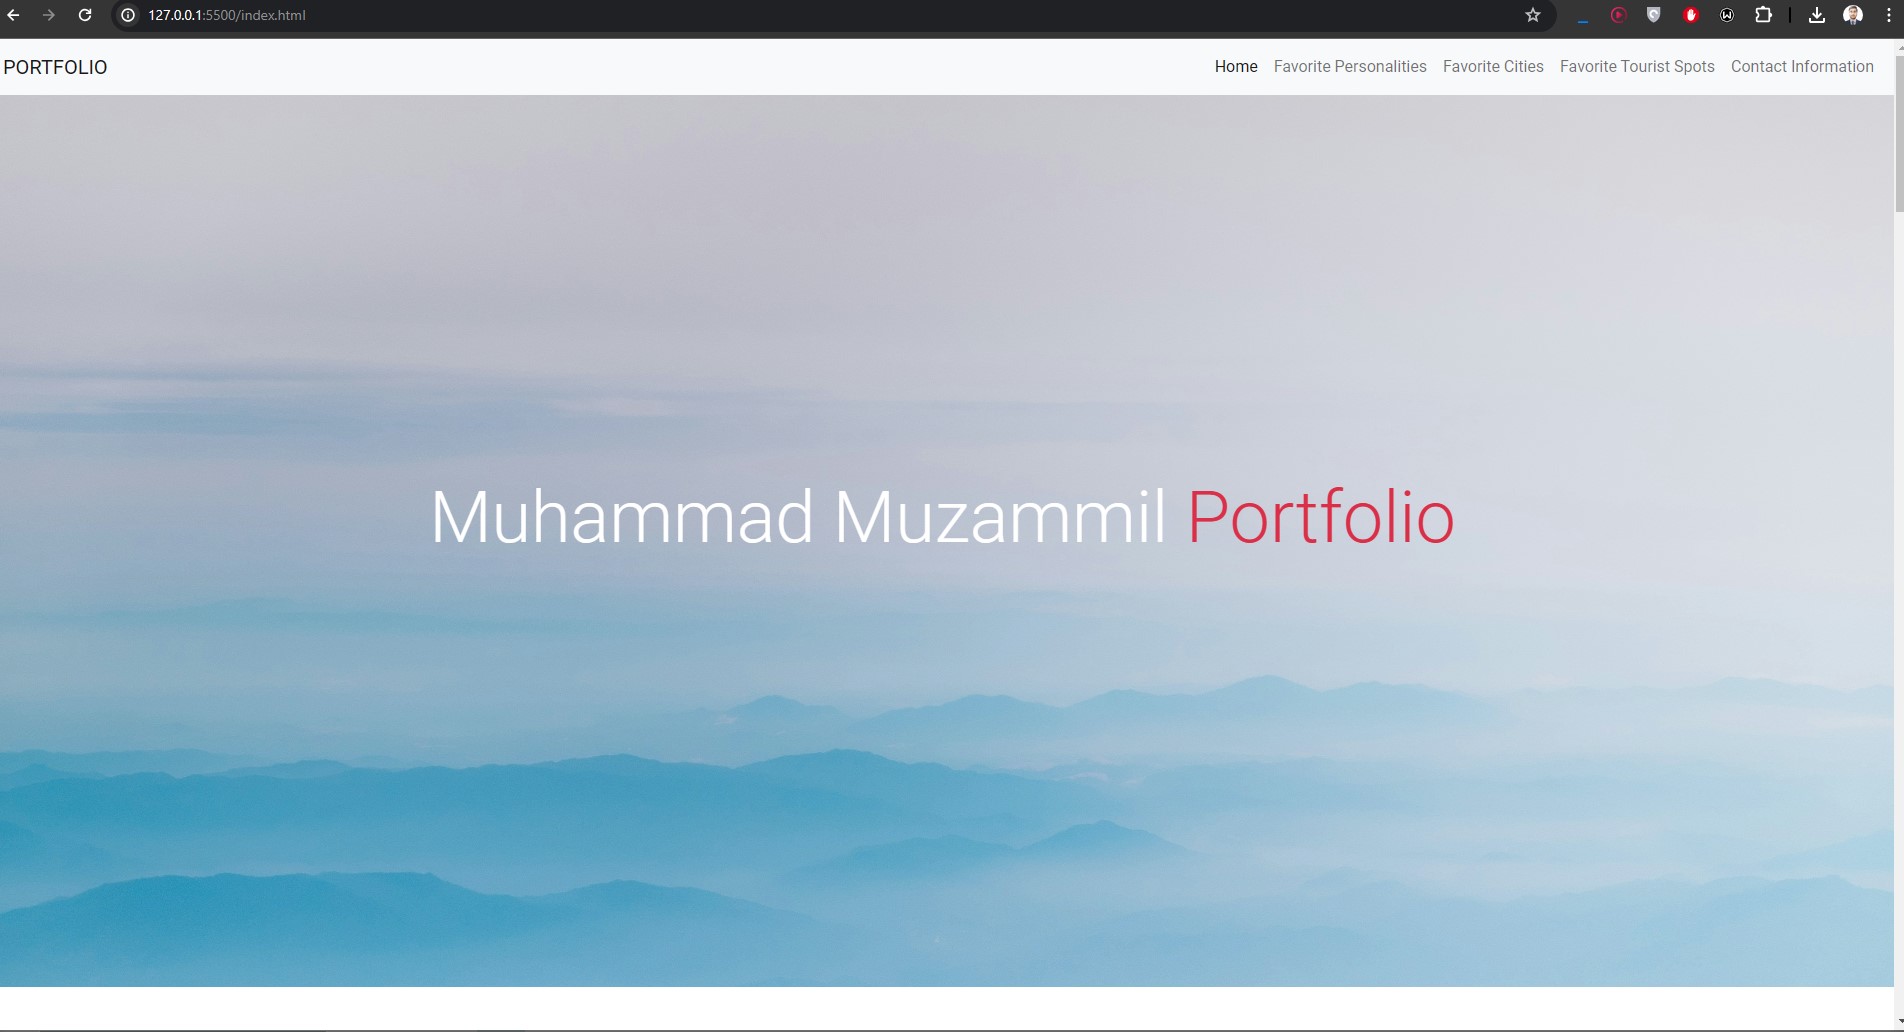 127.0.0.1:5500/index.html
PORTFOLIO
Home Favorite Personalities Favorite Cities Favorite Tourist Spots Contact Information
Muhammad Muzammil Portfolio